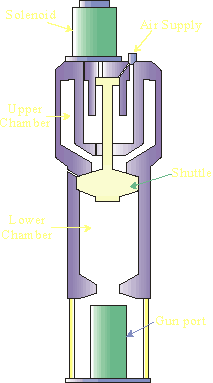 Solenoid
Air Supply
Upper
Chamber
Shuttle
Lower
Chamber
Gun port